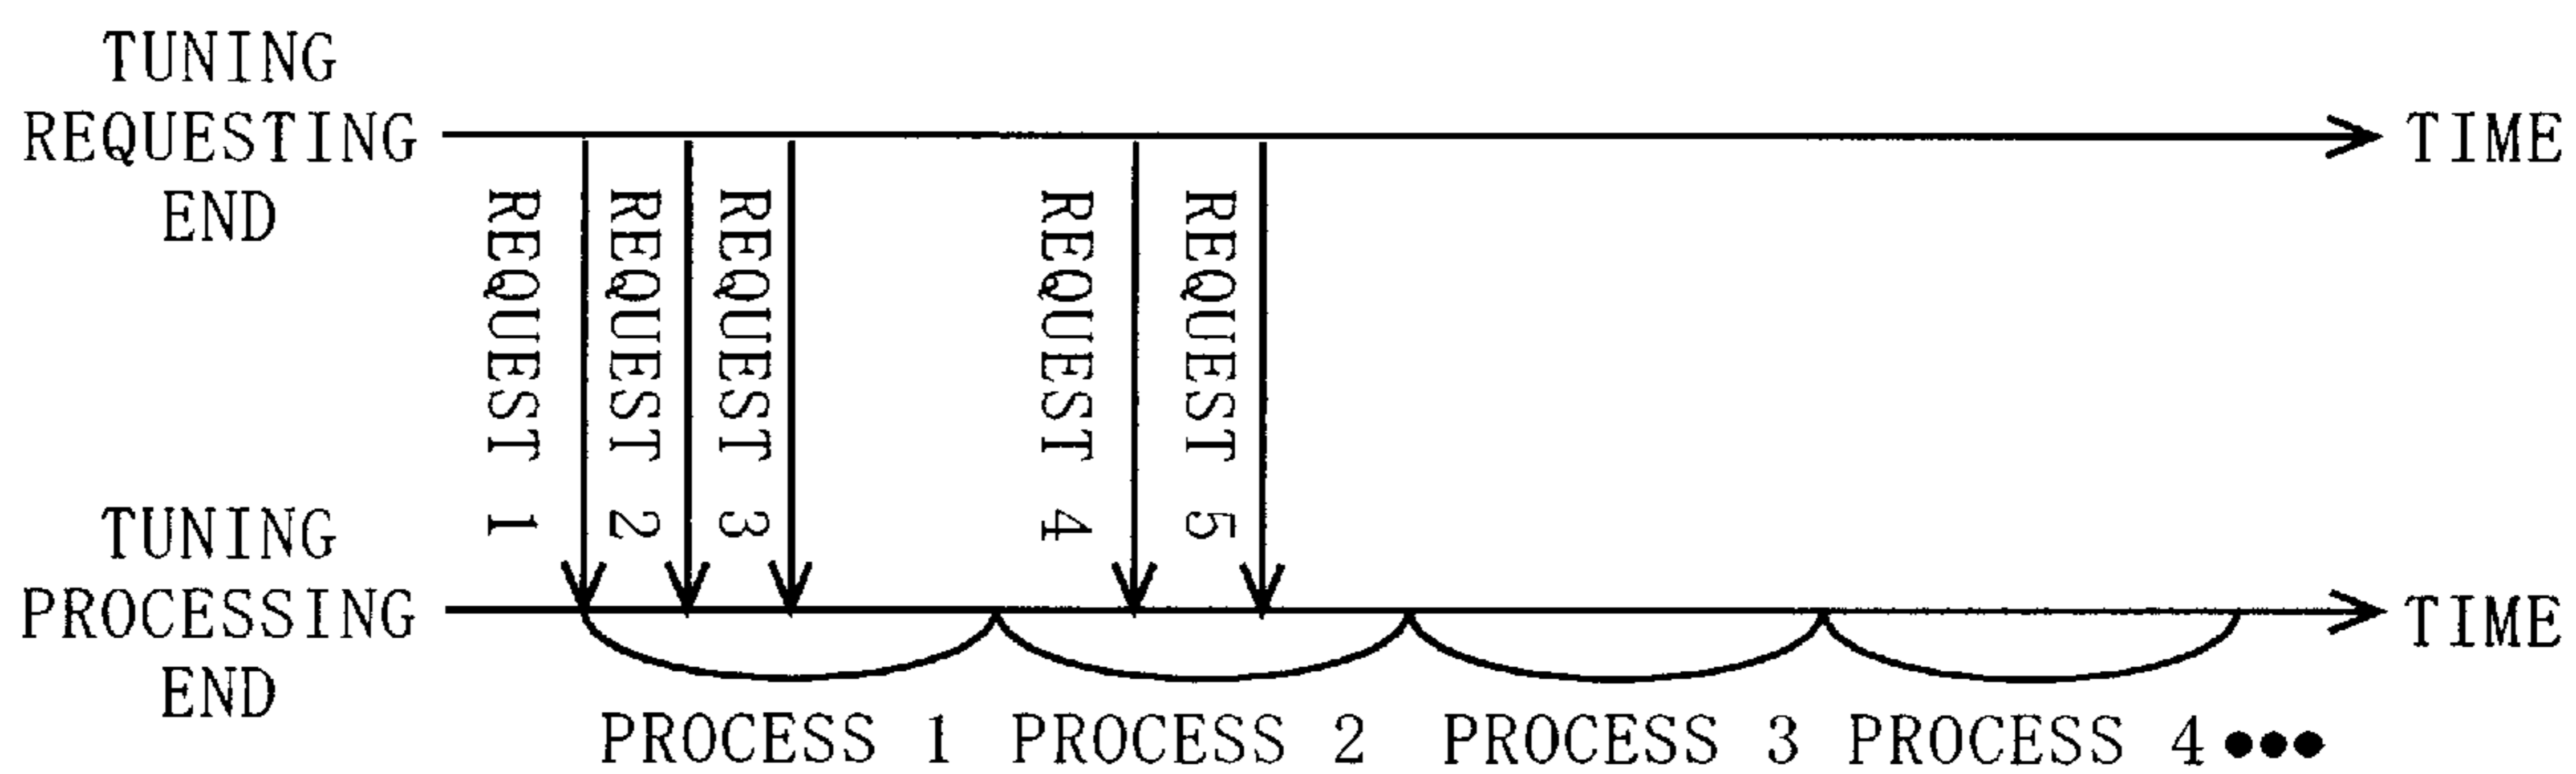 TUNING
REQUESTING
END
TIME
REQUEST 1
REQUEST 2
REQUEST 3
REQUEST 4
REQUEST 5
TUNING
PROCESSING
END
TIME
PROCESS 1
PROCESS 2
PROCESS 3
PROCESS 4 ●●●